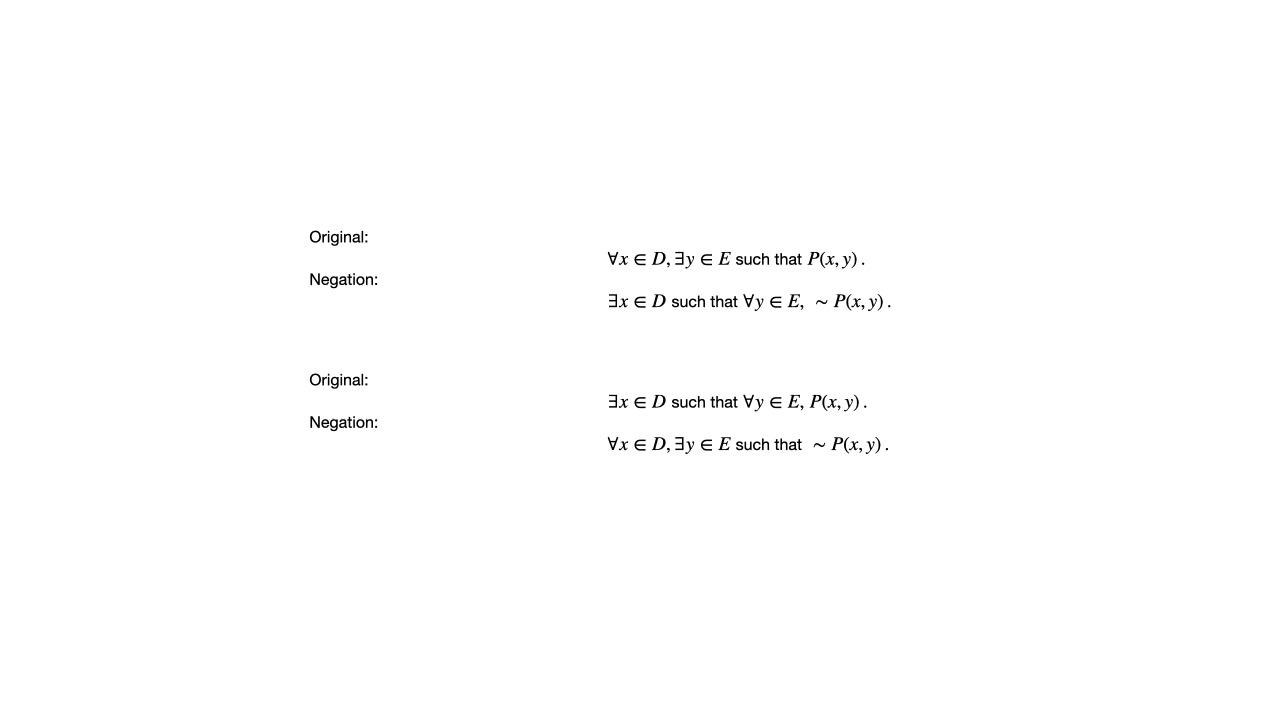 Original:
∀x ∈ D, ∃y ∈ E such that P(x, y) .
Negation:
∃x ∈ D such that ∀y ∈ E, ∼ P(x, y) .
Original:
∃x ∈ D such that ∀y ∈ E, P(x, y) .
Negation:
∀x ∈ D, ∃y ∈ E such that ∼ P(x, y) .